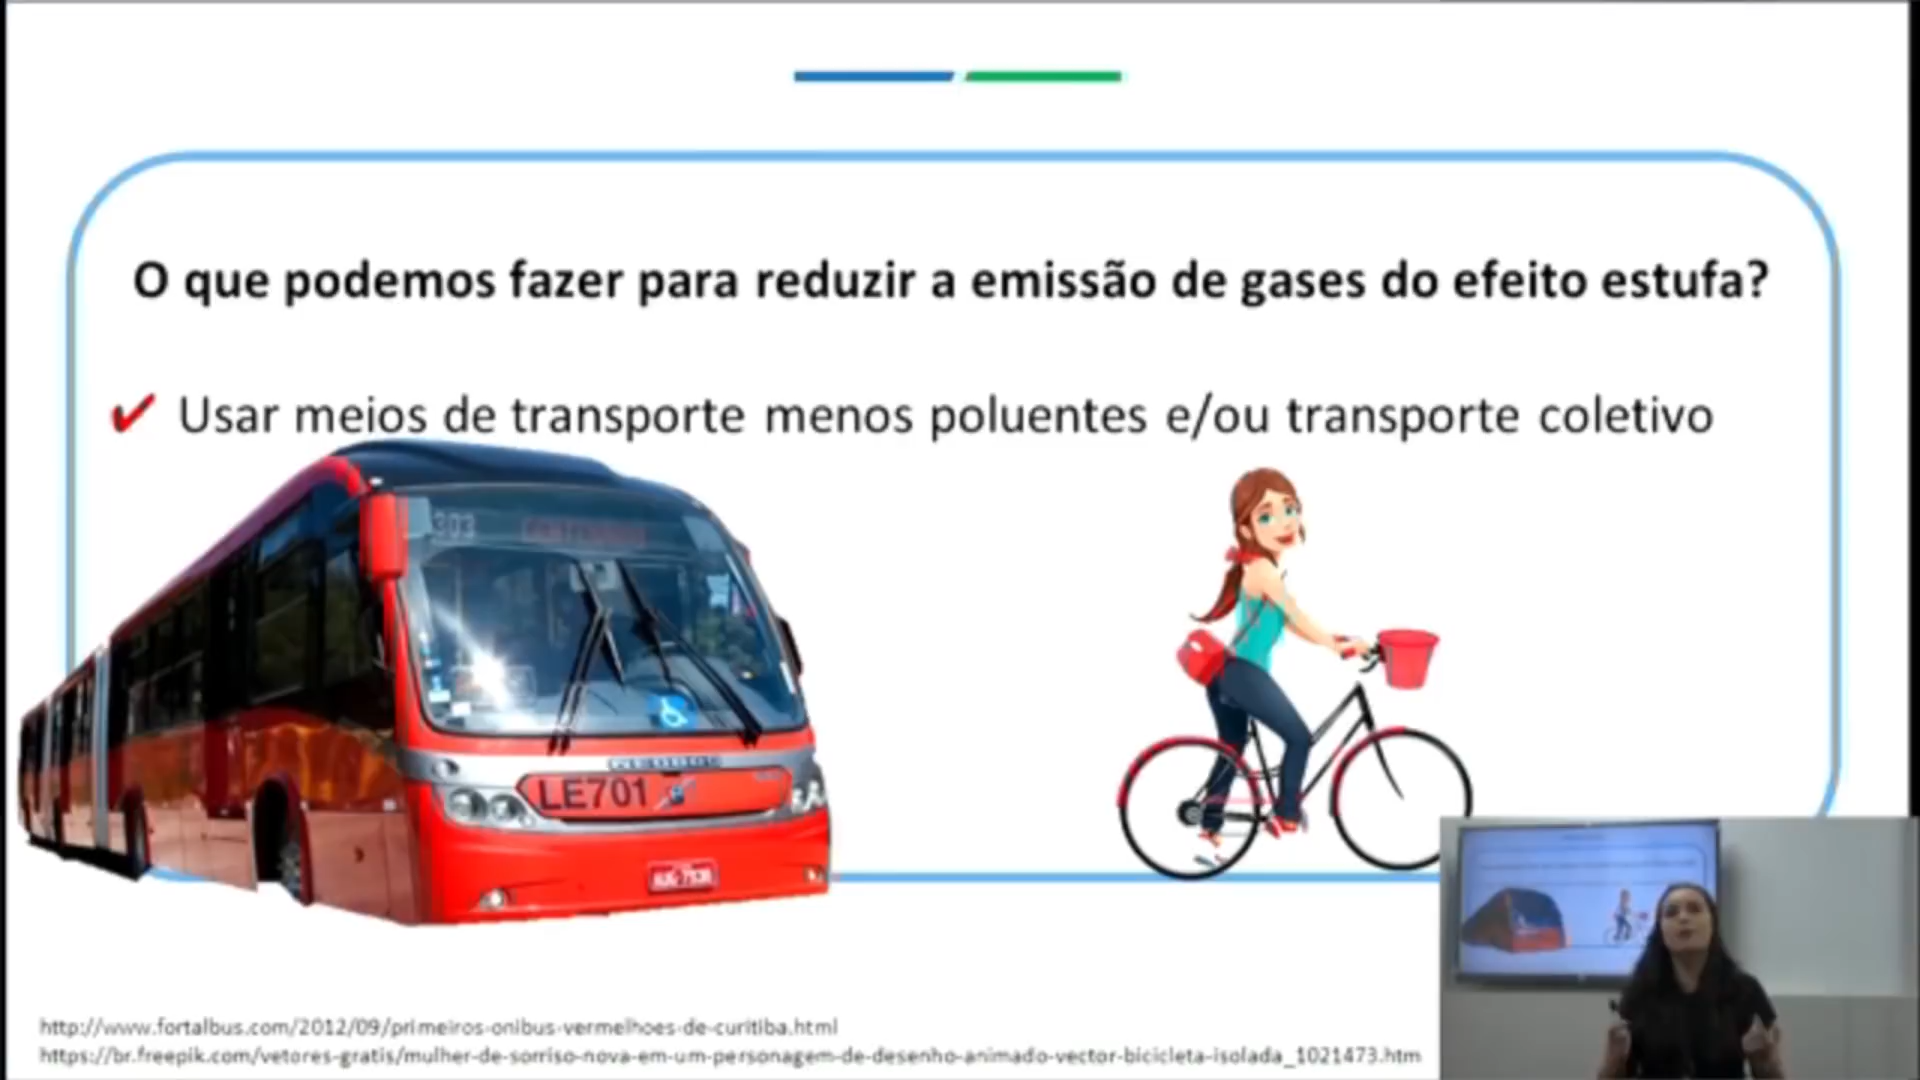 O que podemos fazer para reduzir a emissão de gases do efeito estufa?
✔ Usar meios de transporte menos poluentes e/ou transporte coletivo
LE701
http://www.fortalbus.com/2012/09/primeiros-onibus-vermelhoes-de-curitiba.html
https://br.freepik.com/vetores-gratis/mulher-de-sorriso-nova-em-um-personagem-de-desenho-animado-vector-bicicleta-isolada_1021473.htm